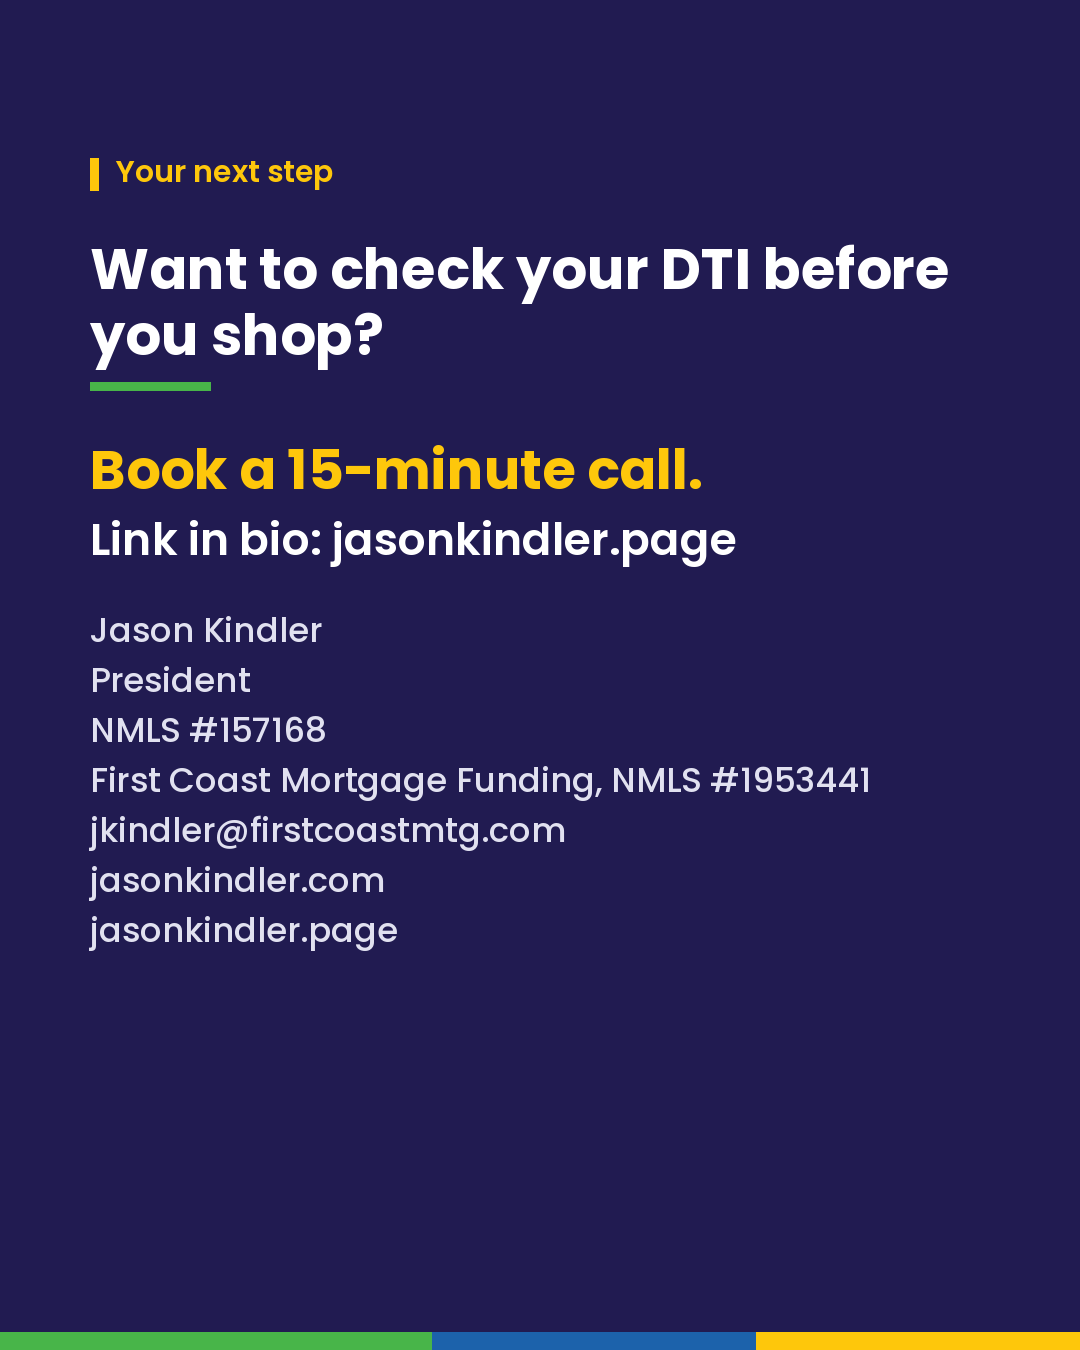 Your next step
Want to check your DTI before
you shop?
Book a 15-minute call.
Link in bio: jasonkindler.page
Jason Kindler
President
NMLS #157168
First Coast Mortgage Funding, NMLS #1953441
jkindler@firstcoastmtg.com
jasonkindler.com
jasonkindler.page